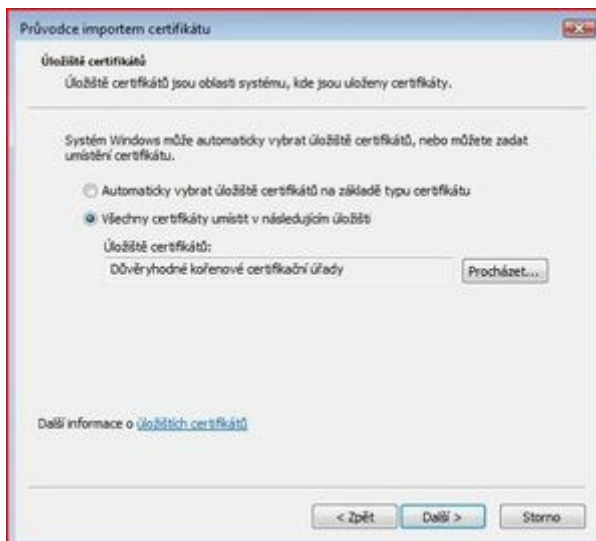 Průvodce importem certifikátu
Úložiště certifikátů
Úložiště certifikátů jsou oblasti systému, kde jsou uloženy certifikáty.
Systém Windows může automaticky vybrat úložiště certifikátů, nebo můžete zadat
umístění certifikátu.
Automaticky vybrat úložiště certifikátů na základě typu certifikátu
Všechny certifikáty umístit v následujícím úložišti
Úložiště certifikátů:
Důvěryhodné kořenové certifikační úřady
Procházet...
Další informace o úložištích certifikátů
< Zpět
Další >
Storno